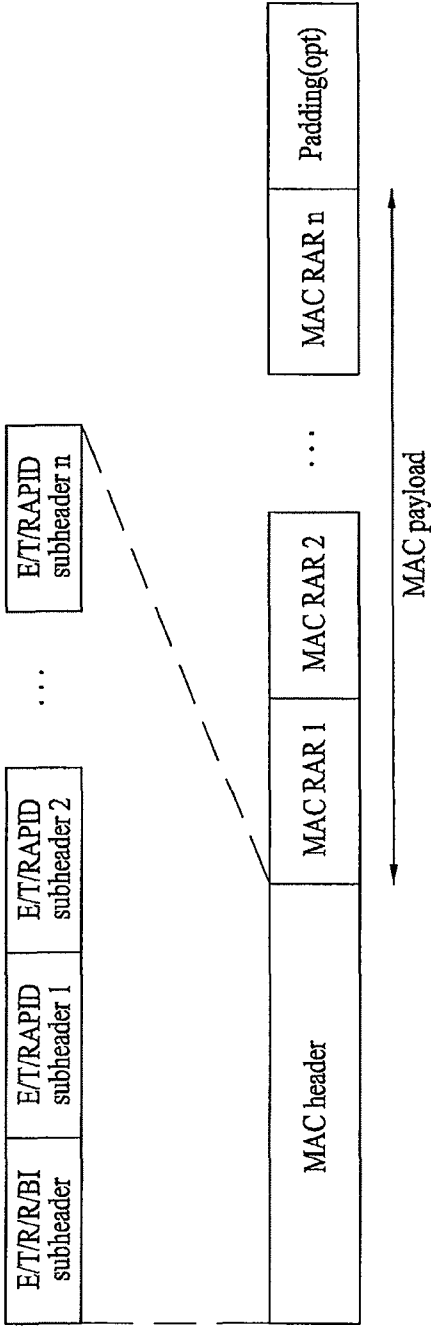 E/T/R/R/BI
subheader
E/T/RAPID
subheader 1
E/T/RAPID
subheader 2
...
E/T/RAPID
subheader n
MAC header
MAC RAR 1
MAC RAR 2
...
MAC RAR n
Padding(opt)
MAC payload